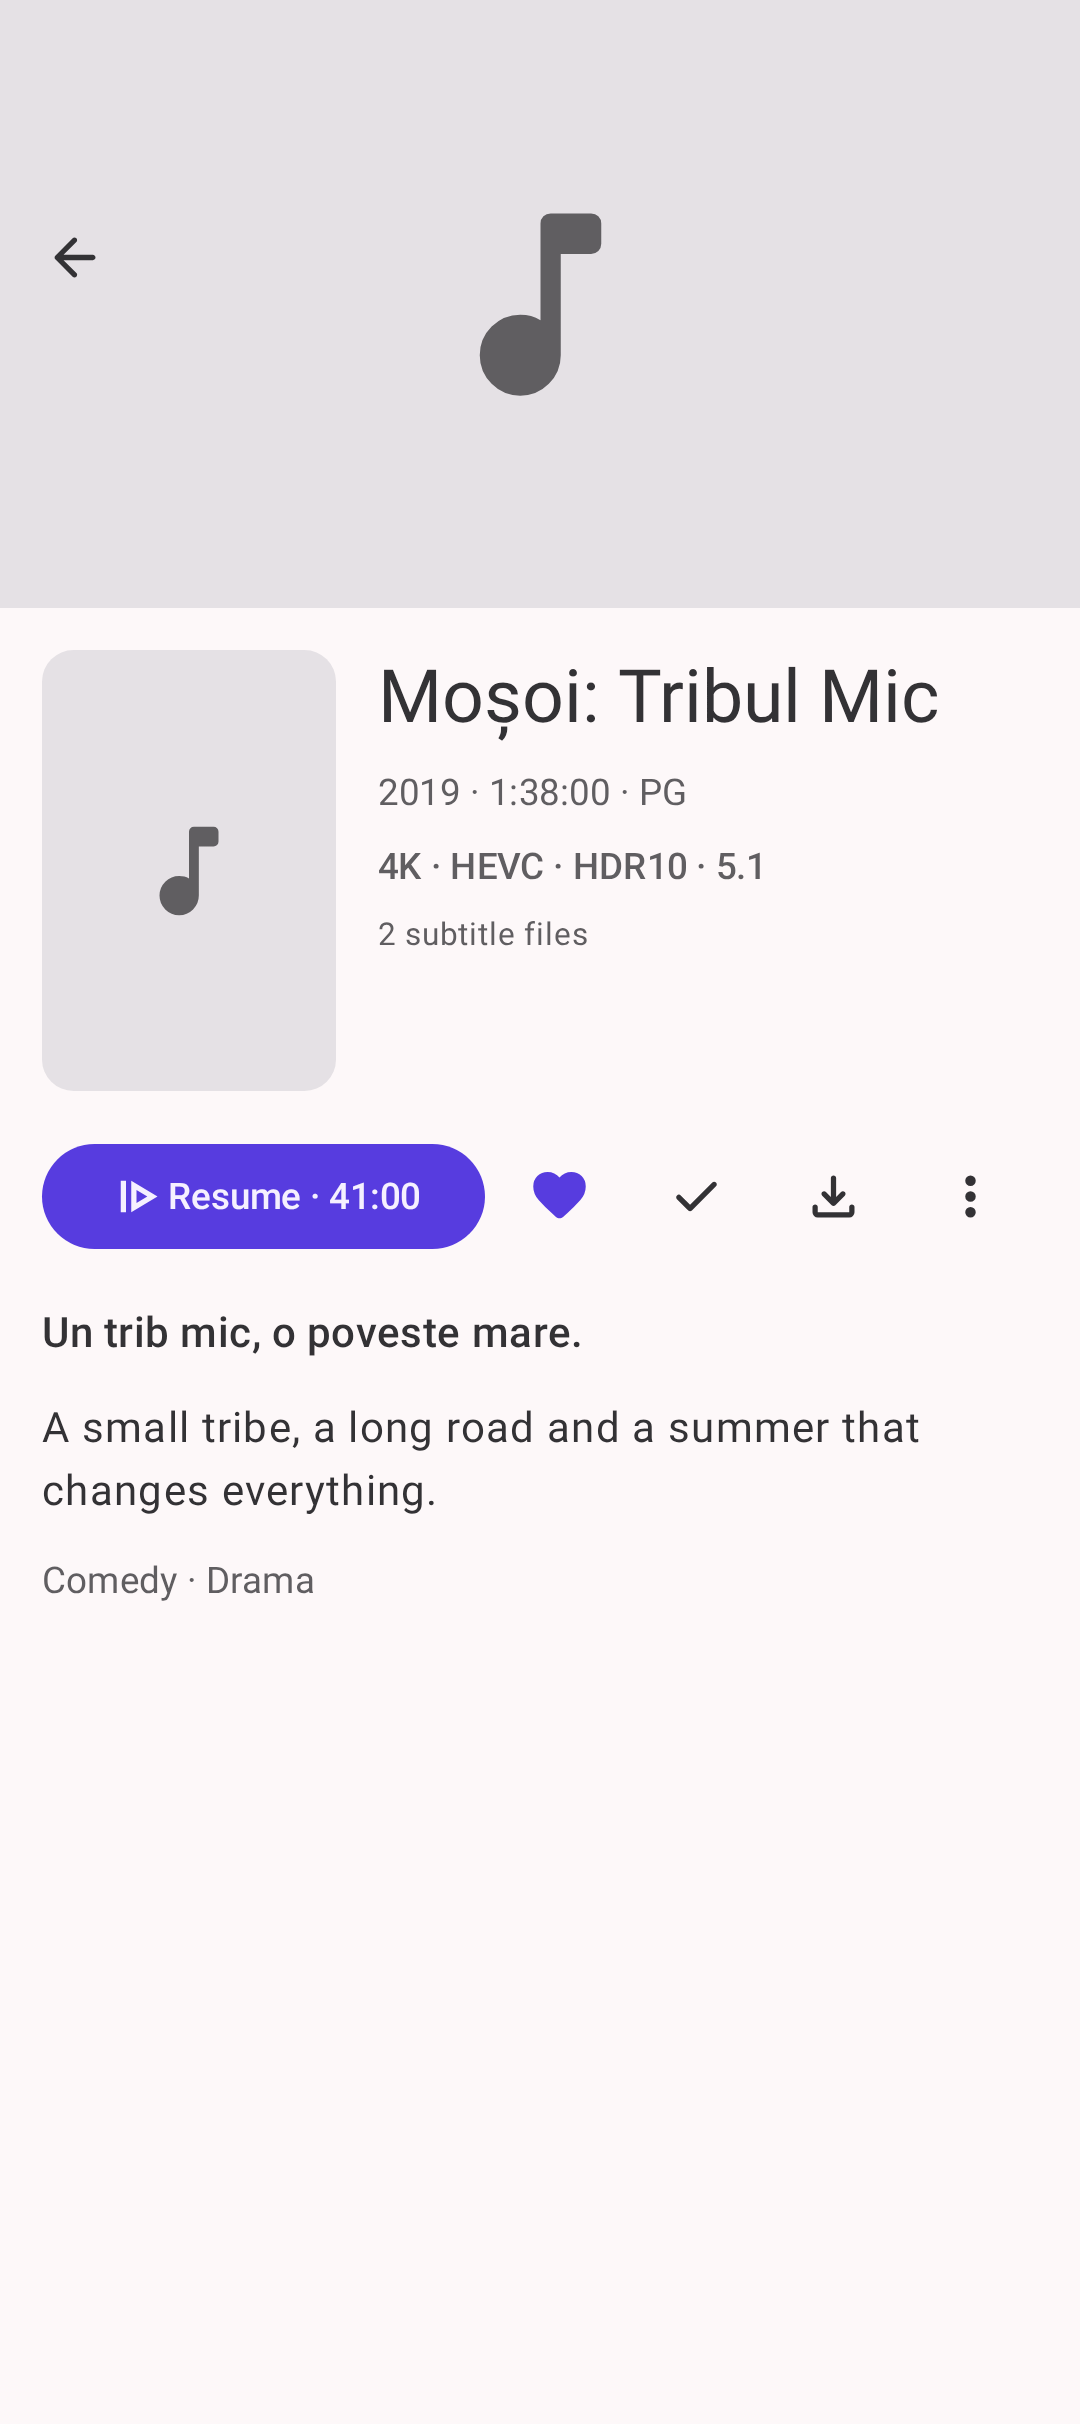 Moșoi: Tribul Mic
2019 · 1:38:00 · PG
4K · HEVC · HDR10 · 5.1
2 subtitle files
Resume · 41:00
Un trib mic, o poveste mare.
A small tribe, a long road and a summer that
changes everything.
Comedy · Drama